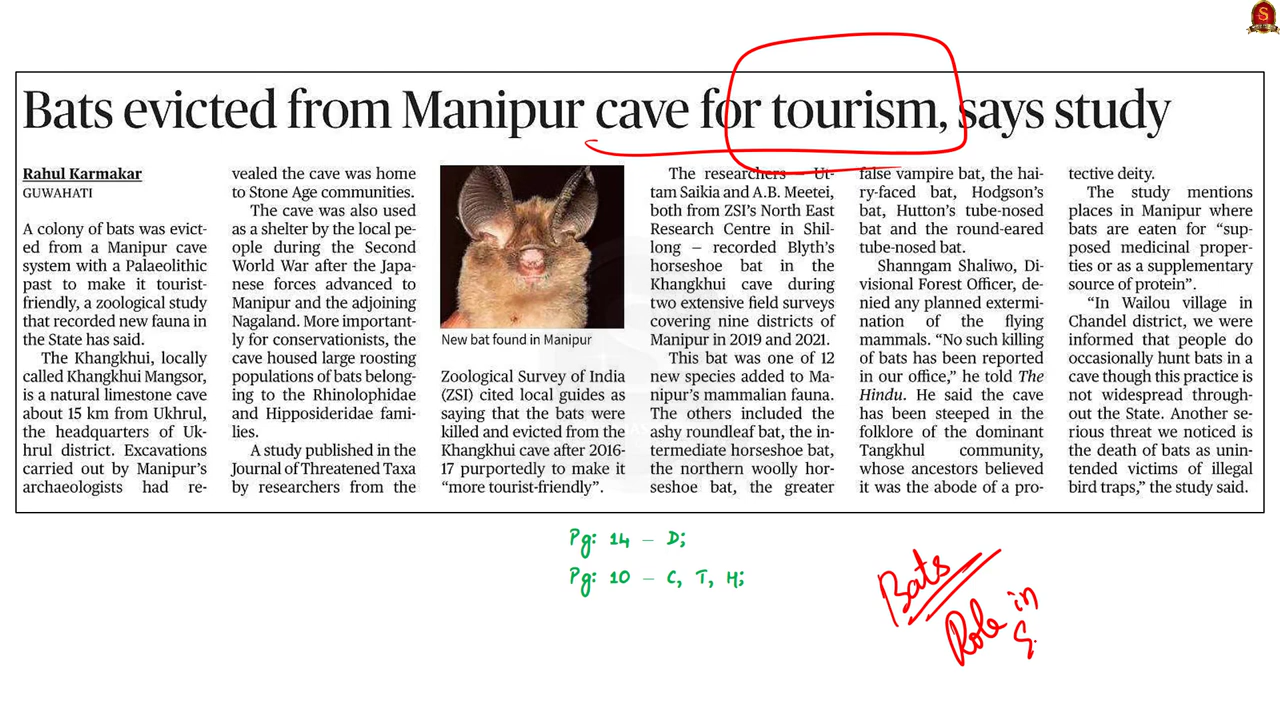 Bats evicted from Manipur cave for tourism, says study
Rahul Karmakar
GUWAHATI
A colony of bats was evict-
ed from a Manipur cave
system with a Palaeolithic
past to make it tourist-
friendly, a zoological study
that recorded new fauna in
the State has said.
The Khangkhui, locally
called Khangkhui Mangsor,
is a natural limestone cave
about 15 km from Ukhrul,
the headquarters of Uk-
hrul district. Excavations
carried out by Manipur's
archaeologists had re-
vealed the cave was home
to Stone Age communities.
The cave was also used
as a shelter by the local pe-
ople during the Second
World War after the Japa-
nese forces advanced to
Manipur and the adjoining
Nagaland. More important-
ly for conservationists, the
cave housed large roosting
populations of bats belong-
ing to the Rhinolophidae
and Hipposideridae fami-
lies.
A study published in the
Journal of Threatened Taxa
by researchers from the
New bat found in Manipur
Zoological Survey of India
(ZSI) cited local guides as
saying that the bats were
killed and evicted from the
Khangkhui cave after 2016-
17 purportedly to make it
“more tourist-friendly”.
The researchers – Ut-
tam Saikia and A.B. Meetei,
both from ZSI's North East
Research Centre in Shil-
long – recorded Blyth's
horseshoe bat in the
Khangkhui cave during
two extensive field surveys
covering nine districts of
Manipur in 2019 and 2021.
This bat was one of 12
new species added to Ma-
nipur's mammalian fauna.
The others included the
ashy roundleaf bat, the in-
termediate horseshoe bat,
the northern woolly hor-
seshoe bat, the greater
false vampire bat, the hai-
ry-faced bat, Hodgson's
bat, Hutton's tube-nosed
bat and the round-eared
tube-nosed bat.
Shanngam Shaliwo, Di-
visional Forest Officer, de-
nied any planned extermi-
nation of the flying
mammals. “No such killing
of bats has been reported
in our office,” he told The
Hindu. He said the cave
has been steeped in the
folklore of the dominant
Tangkhul community,
whose ancestors believed
it was the abode of a pro-
tective deity.
The study mentions
places in Manipur where
bats are eaten for “sup-
posed medicinal proper-
ties or as a supplementary
source of protein”.
“In Wailou village in
Chandel district, we were
informed that people do
occasionally hunt bats in a
cave though this practice is
not widespread through-
out the State. Another se-
rious threat we noticed is
the death of bats as unin-
tended victims of illegal
bird traps,” the study said.
Pg: 14 – D;
Pg: 10 – C, T, H;
Bats
Role in